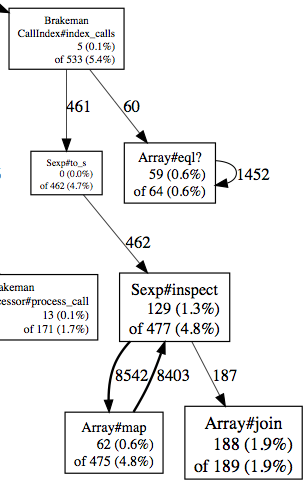 Brakeman
CallIndex#index_calls
5 (0.1%)
of 533 (5.4%)
461
60
Sexp#to_s
0 (0.0%)
of 462 (4.7%)
Array#eql?
59 (0.6%)
of 64 (0.6%)
1452
462
akeman
cessor#process_call
13 (0.1%)
of 171 (1.7%)
Sexp#inspect
129 (1.3%)
of 477 (4.8%)
8542
8403
187
Array#map
62 (0.6%)
of 475 (4.8%)
Array#join
188 (1.9%)
of 189 (1.9%)